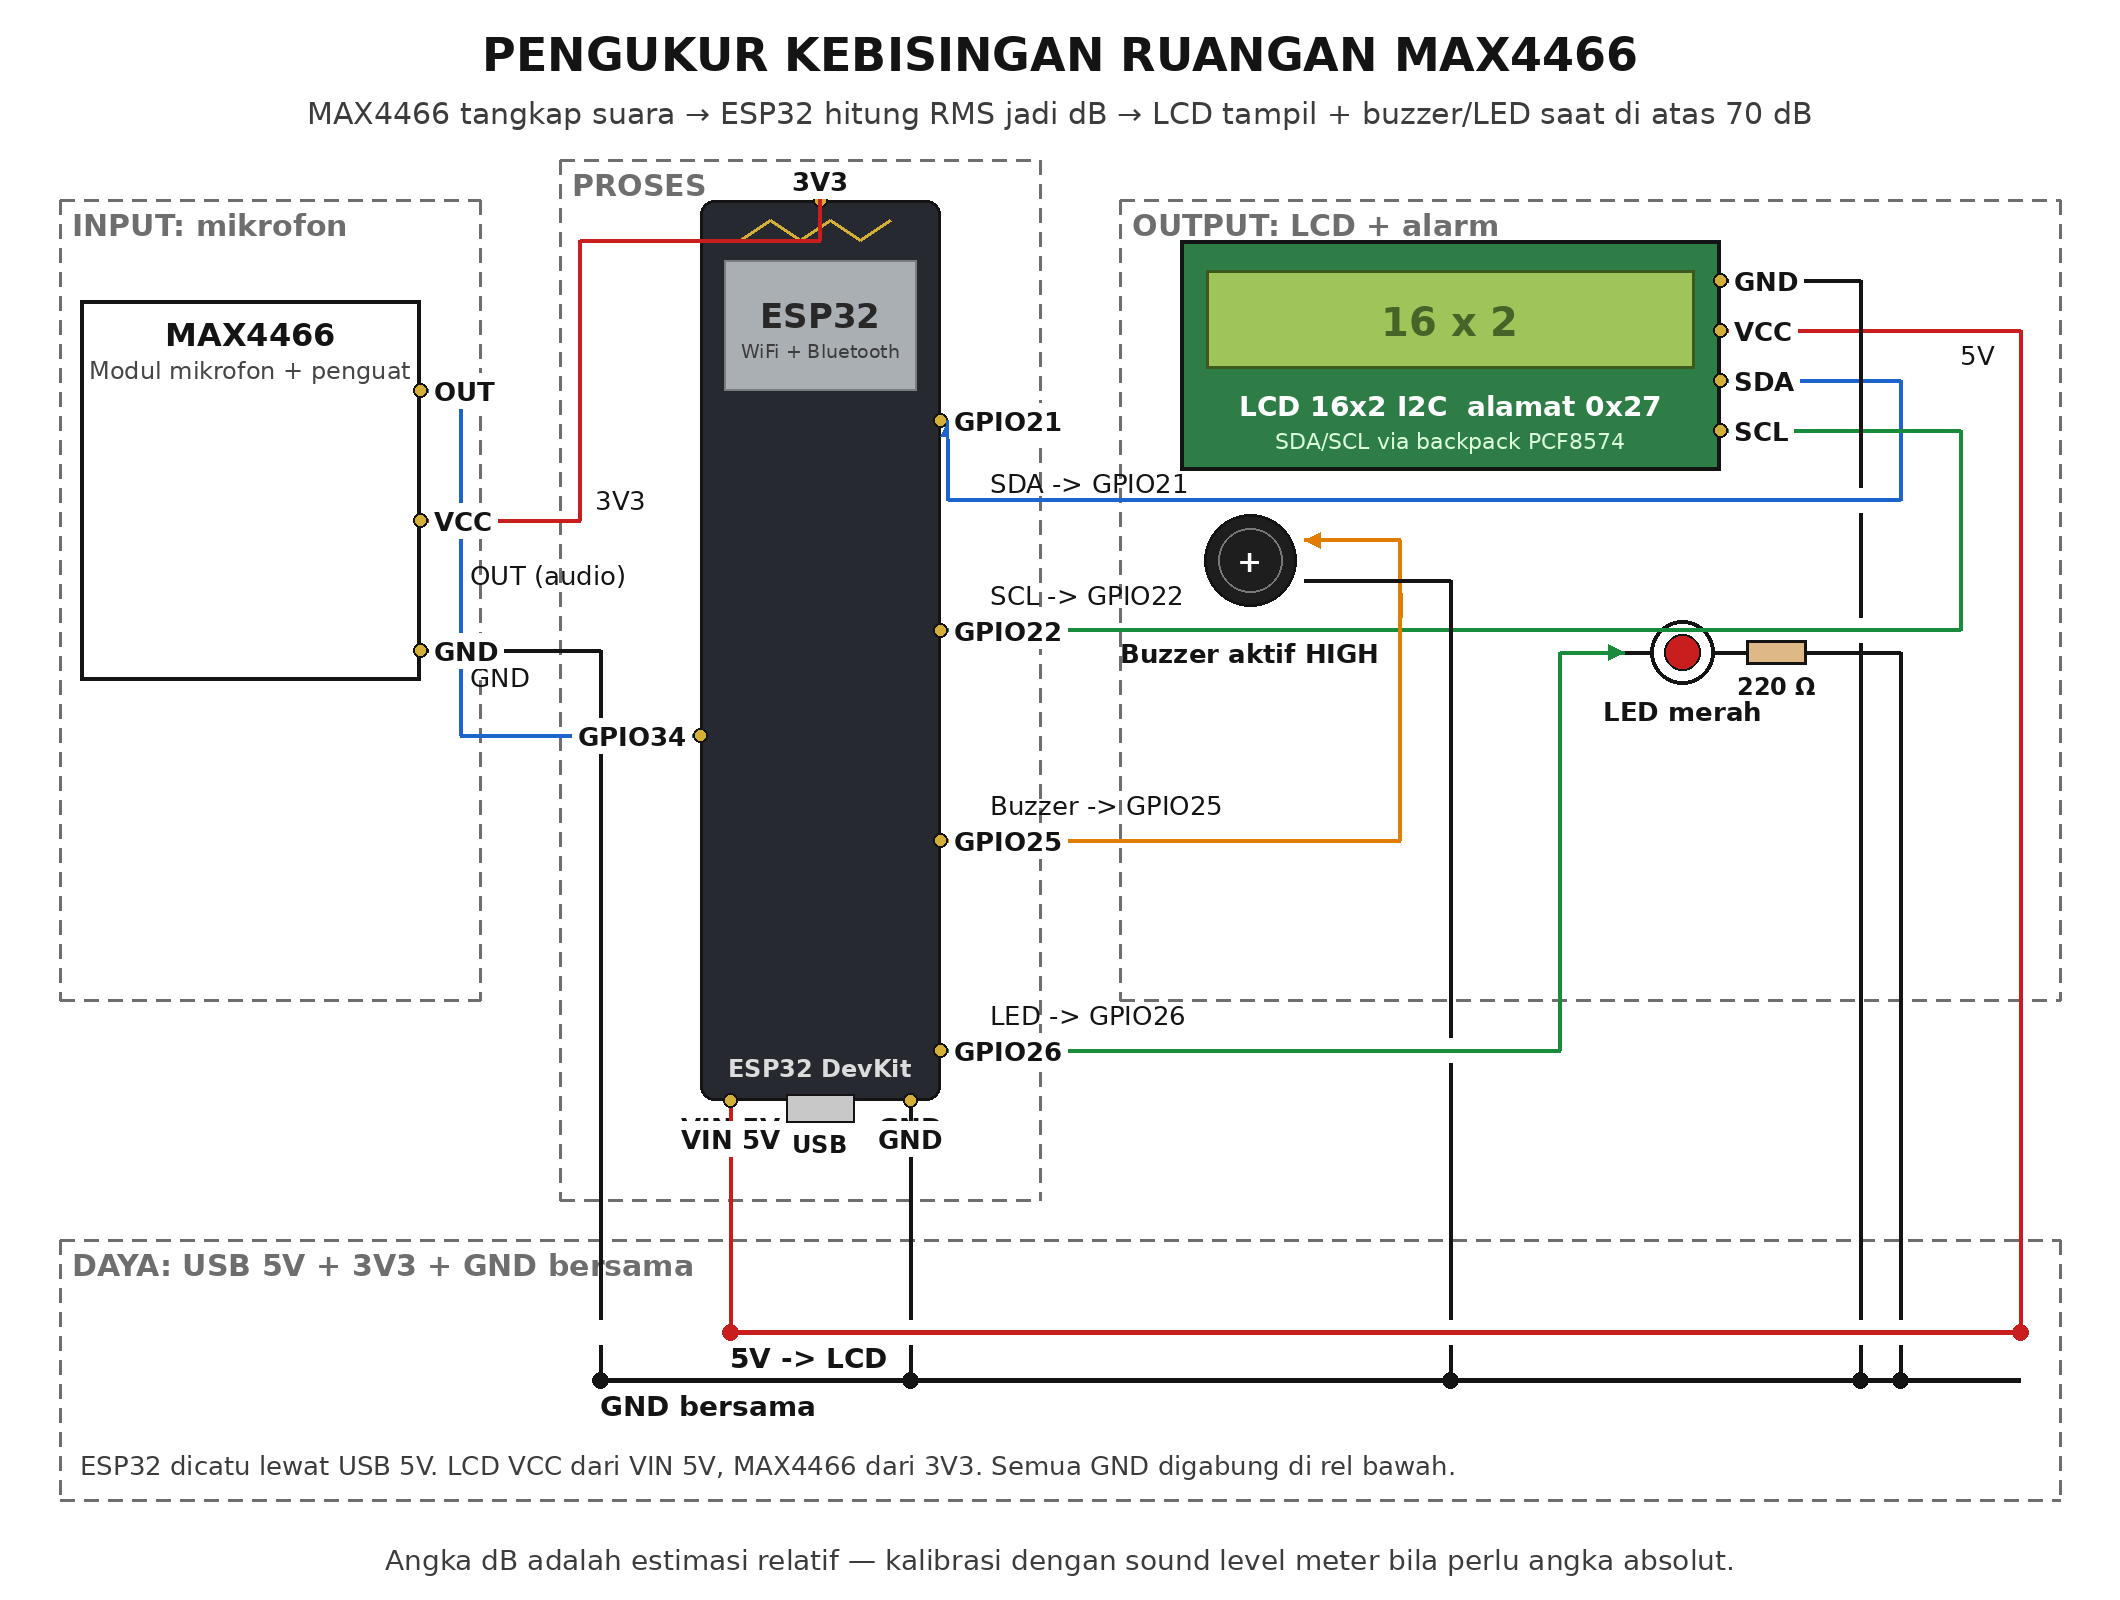 PENGUKUR KEBISINGAN RUANGAN MAX4466
MAX4466 tangkap suara → ESP32 hitung RMS jadi dB → LCD tampil + buzzer/LED saat di atas 70 dB
INPUT: mikrofon
MAX4466
Modul mikrofon + penguat
OUT
VCC
3V3
OUT (audio)
GND
GND
PROSES
3V3
ESP32
WiFi + Bluetooth
GPIO34
GPIO21
SDA -> GPIO21
SCL -> GPIO22
GPIO22
Buzzer -> GPIO25
GPIO25
LED -> GPIO26
GPIO26
ESP32 DevKit
VIN 5V
USB
GND
OUTPUT: LCD + alarm
16 x 2
LCD 16x2 I2C  alamat 0x27
SDA/SCL via backpack PCF8574
GND
VCC
5V
SDA
SCL
+
Buzzer aktif HIGH
220 Ω
LED merah
DAYA: USB 5V + 3V3 + GND bersama
5V -> LCD
GND bersama
ESP32 dicatu lewat USB 5V. LCD VCC dari VIN 5V, MAX4466 dari 3V3. Semua GND digabung di rel bawah.
Angka dB adalah estimasi relatif — kalibrasi dengan sound level meter bila perlu angka absolut.